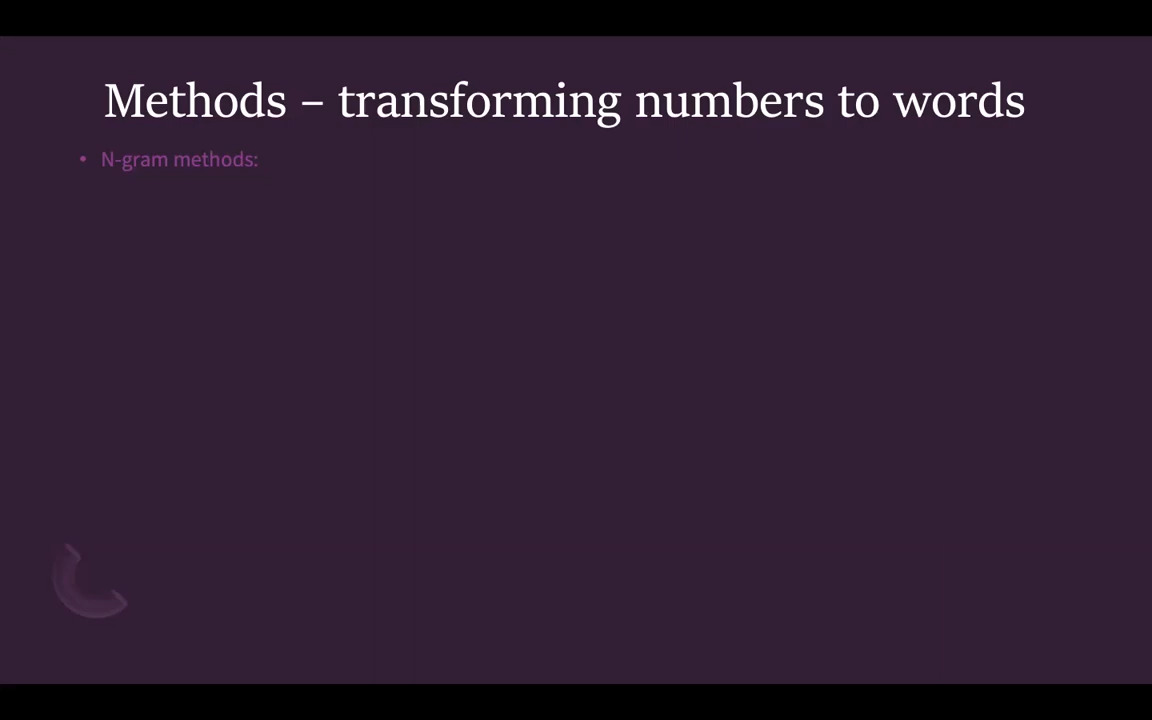 Methods – transforming numbers to words
• N-gram methods: